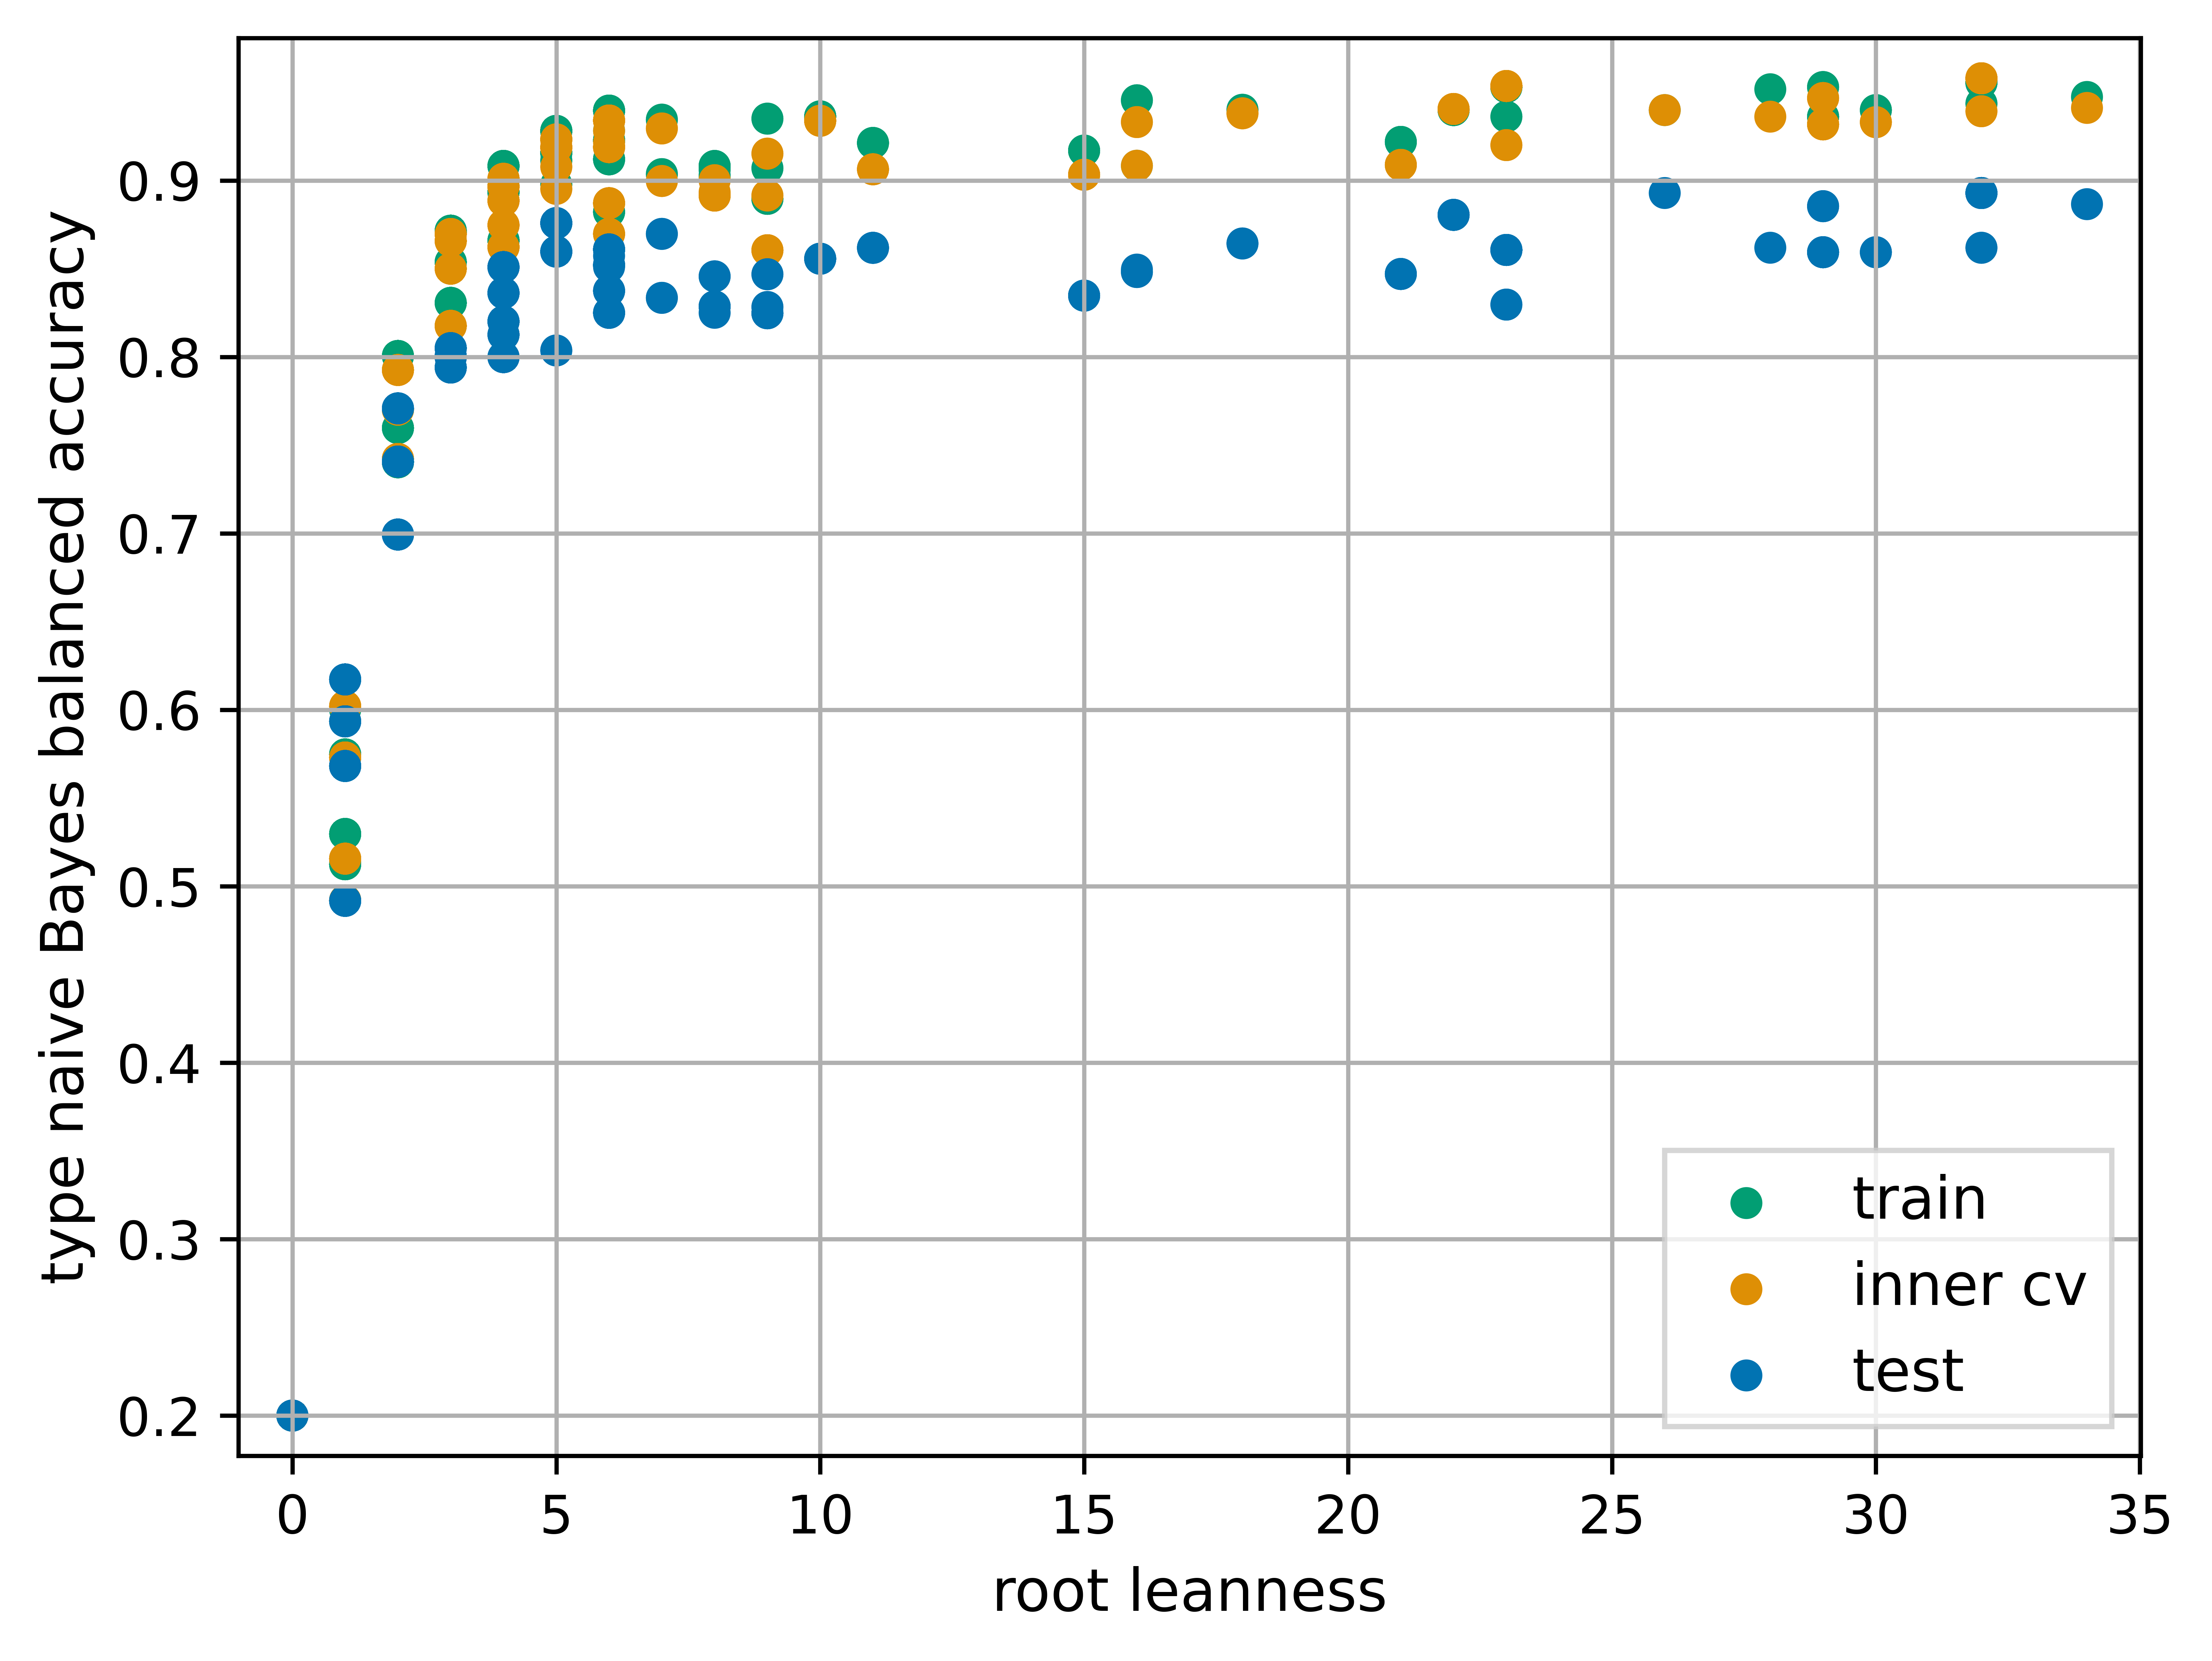 type naive Bayes balanced accuracy
0.9
0.8
0.7
0.6
0.5
0.4
0.3
0.2
train
inner cv
test
0 5 10 15 20 25 30 35
root leanness